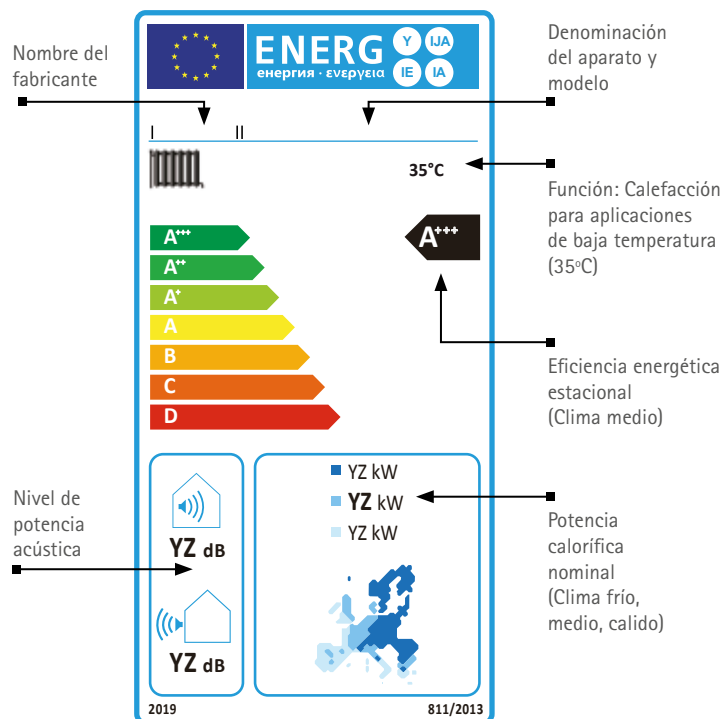 Nombre del
fabricante
ENERG
енергия · ενεργεια
Y IJA
IE IA
Denominación
del aparato y
modelo
I II
35°C
Función: Calefacción
para aplicaciones
de baja temperatura
(35ºC)
A+++
A++
A+
A
B
C
D
A+++
Eficiencia energética
estacional
(Clima medio)
Nivel de
potencia
acústica
YZ dB
YZ dB
YZ kW
YZ kW
YZ kW
Potencia
calorífica
nominal
(Clima frío,
medio, calido)
2019 811/2013